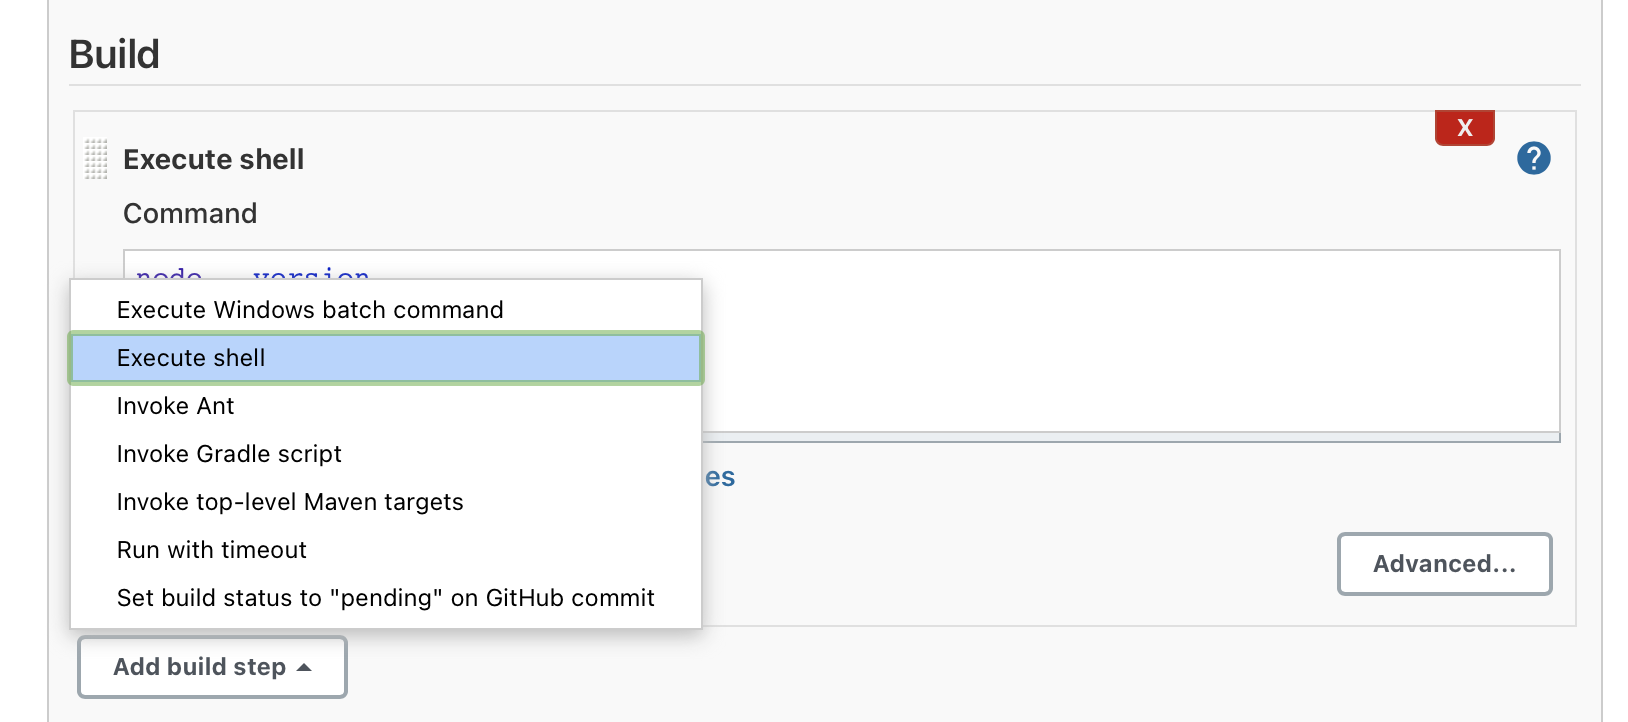 Build
X
Execute shell
?
Command
node version
Execute Windows batch command
Execute shell
Invoke Ant
Invoke Gradle script
es
Invoke top-level Maven targets
Run with timeout
Advanced...
Set build status to "pending" on GitHub commit
Add build step